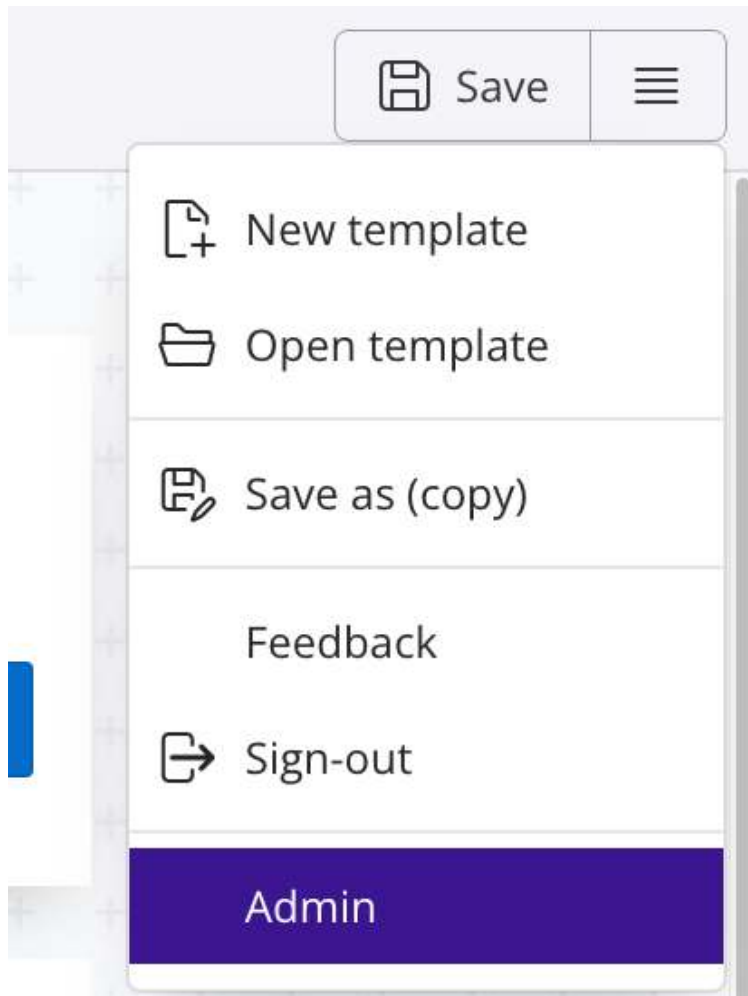 Save
New template
Open template
Save as (copy)
Feedback
Sign-out
Admin